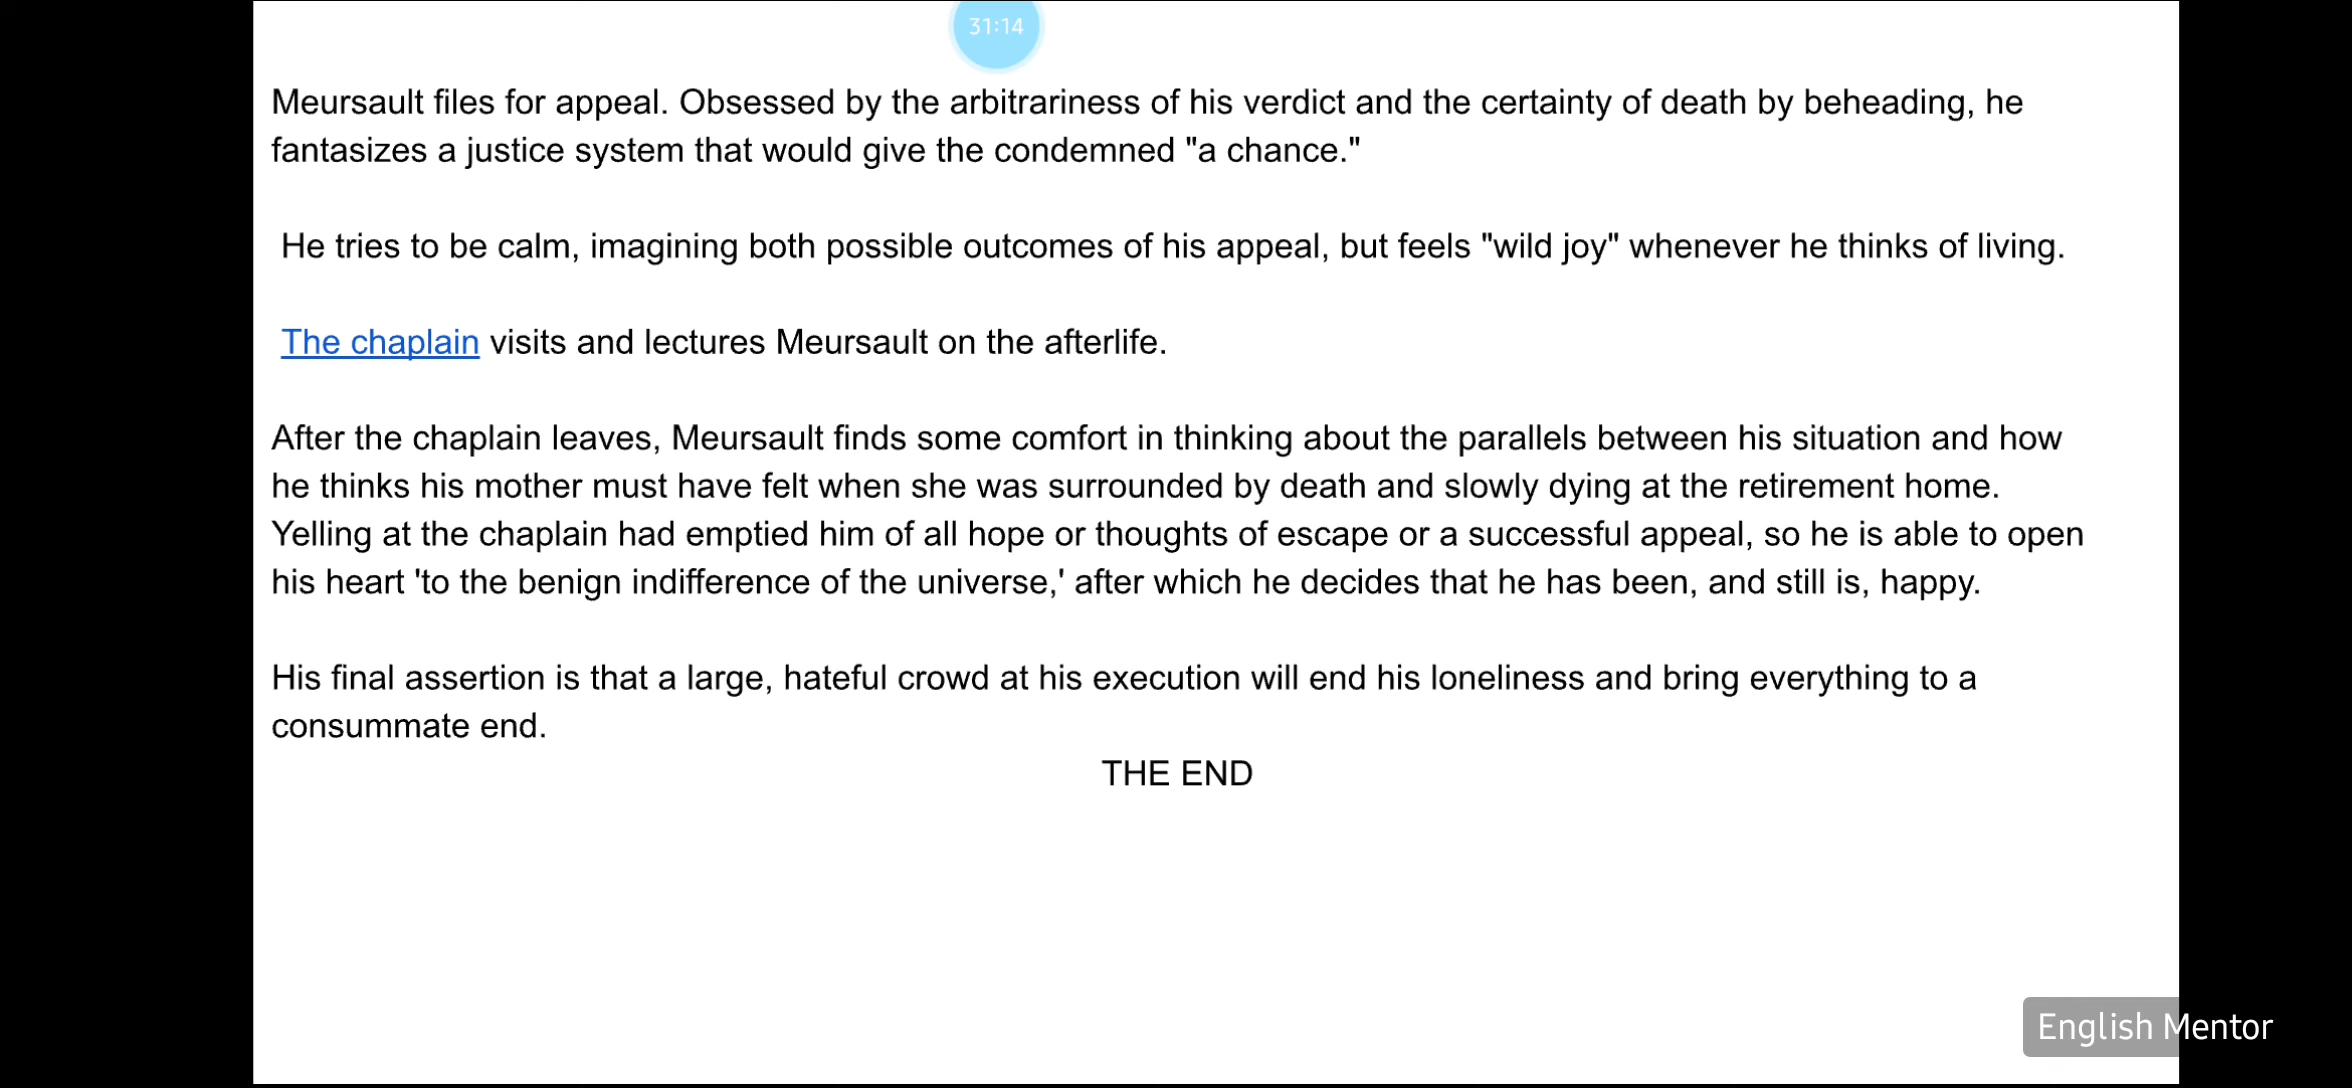 31:14
Meursault files for appeal. Obsessed by the arbitrariness of his verdict and the certainty of death by beheading, he
fantasizes a justice system that would give the condemned "a chance."
He tries to be calm, imagining both possible outcomes of his appeal, but feels "wild joy" whenever he thinks of living.
The chaplain visits and lectures Meursault on the afterlife.
After the chaplain leaves, Meursault finds some comfort in thinking about the parallels between his situation and how
he thinks his mother must have felt when she was surrounded by death and slowly dying at the retirement home.
Yelling at the chaplain had emptied him of all hope or thoughts of escape or a successful appeal, so he is able to open
his heart 'to the benign indifference of the universe,' after which he decides that he has been, and still is, happy.
His final assertion is that a large, hateful crowd at his execution will end his loneliness and bring everything to a
consummate end.
THE END
English Mentor